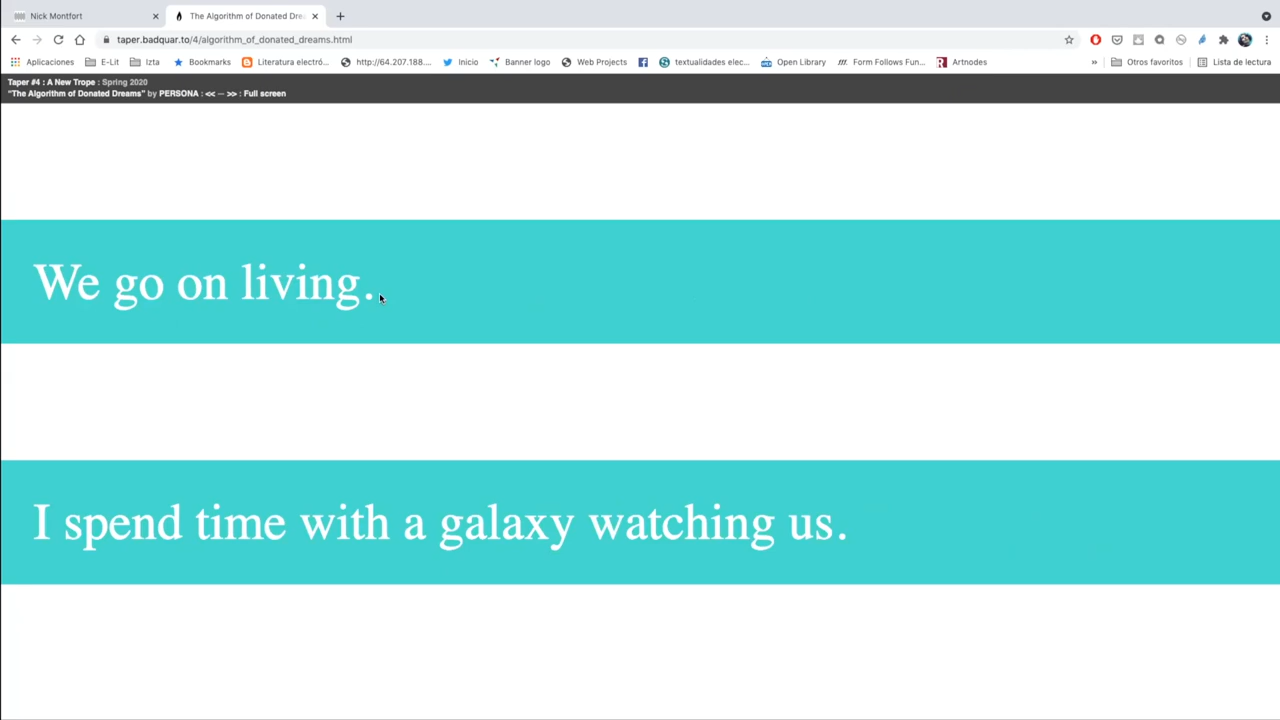 Nick Montfort
The Algorithm of Donated Dre
taper.badquar.to/4/algorithm_of_donated_dreams.html
Aplicaciones E-Lit Izta Bookmarks Literatura electró... http://64.207.188.... Inicio Banner logo Web Projects textualidades elec... Open Library Form Follows Fun... Artnodes » Otros favoritos Lista de lectura
Taper #4 : A New Trope : Spring 2020
"The Algorithm of Donated Dreams" by PERSONA : << — >> : Full screen
We go on living.
I spend time with a galaxy watching us.